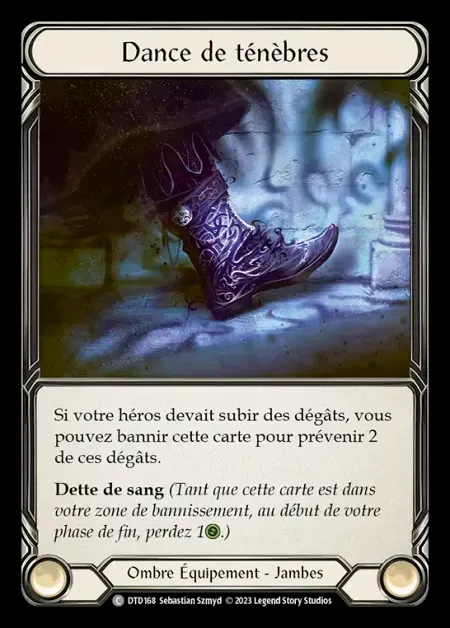 Dance de ténèbres
Si votre héros devait subir des dégâts, vous
pouvez bannir cette carte pour prévenir 2
de ces dégâts.
Dette de sang (Tant que cette carte est dans
votre zone de bannissement, au début de votre
phase de fin, perdez 1.)
Ombre Équipement - Jambes
C DTD168 Sebastian Szmyd © 2023 Legend Story Studios